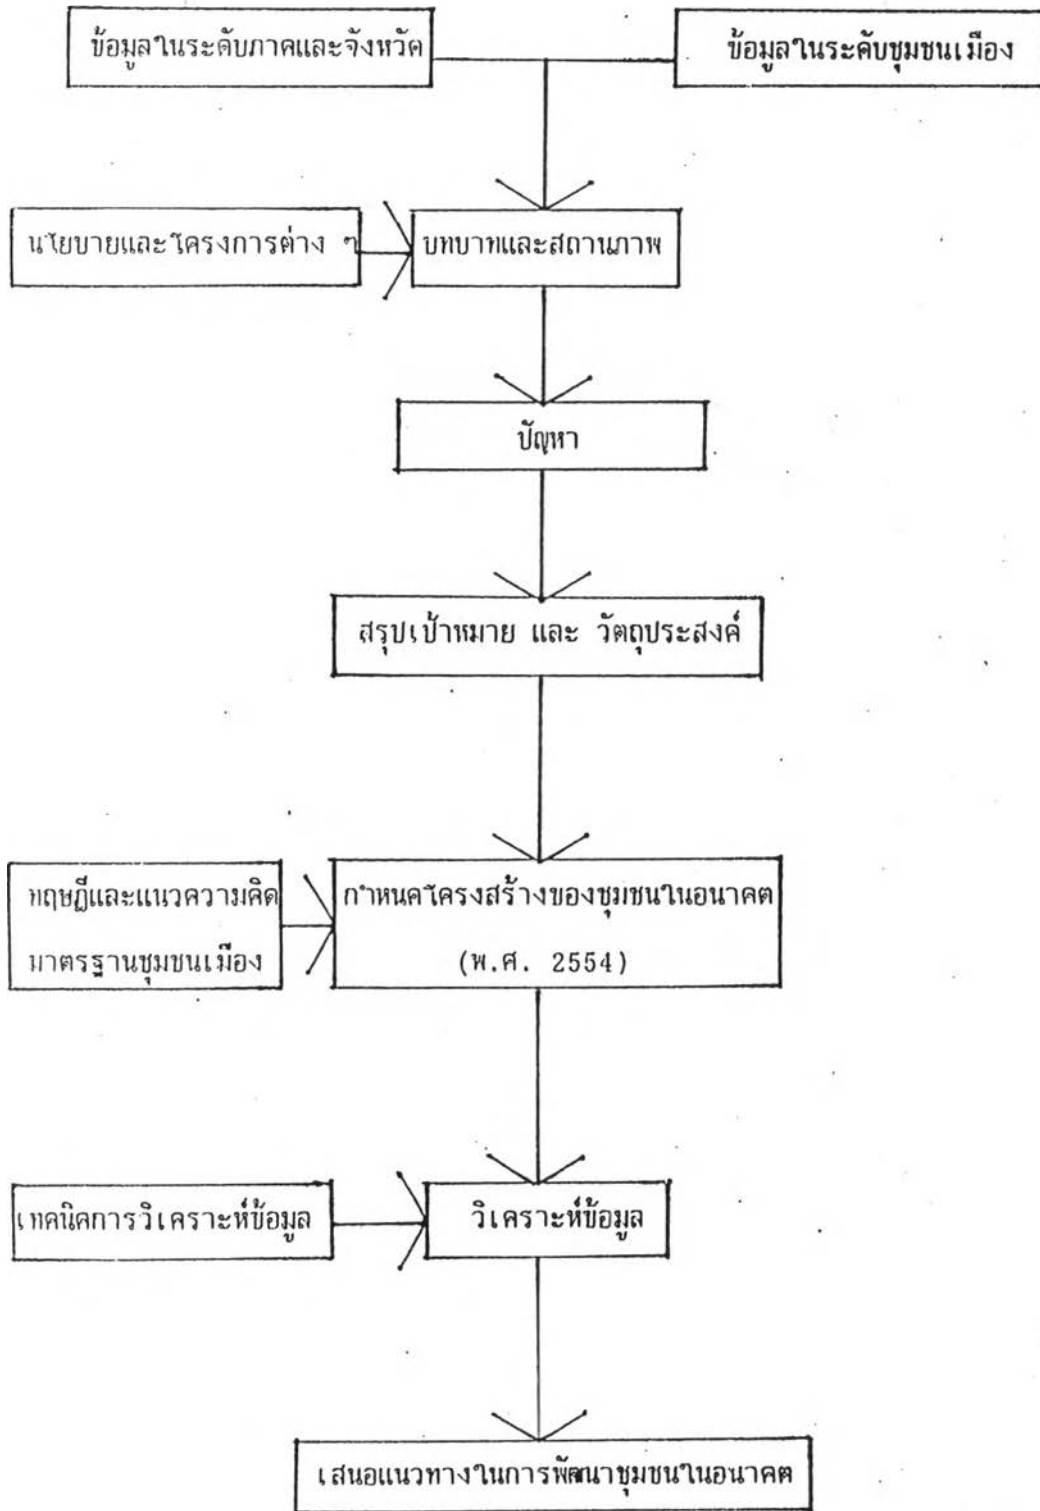 ข้อมูลในระดับภาคและจังหวัด
ข้อมูลในระดับชุมชนเมือง
นโยบายและโครงการต่าง ๆ
บทบาทและสถานภาพ
ปัญหา
สรุปเป้าหมาย และ วัตถุประสงค์
ทฤษฎีและแนวความคิด
มาตรฐานชุมชนเมือง
กำหนดโครงสร้างของชุมชนในอนาคต
(พ.ศ. 2554)
เทคนิคการวิเคราะห์ข้อมูล
วิเคราะห์ข้อมูล
เสนอแนวทางในการพัฒนาชุมชนในอนาคต